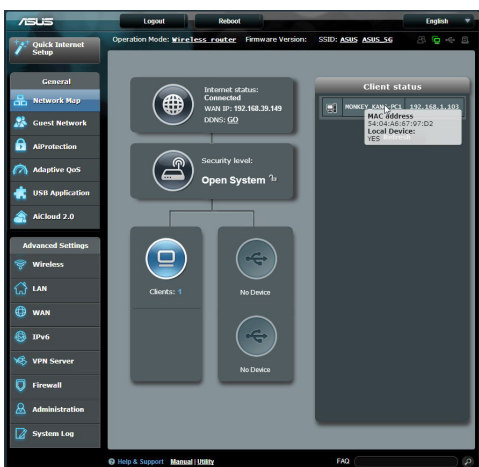 ASUS
Logout
Reboot
English
Quick Internet Setup
Operation Mode: Wireless router Firmware Version: SSID: ASUS ASUS_5G
General
Network Map
Guest Network
AiProtection
Adaptive QoS
USB Application
AiCloud 2.0
Advanced Settings
Wireless
LAN
WAN
IPv6
VPN Server
Firewall
Administration
System Log
Internet status:
Connected
WAN IP: 192.168.39.149
DDNS: GO
Security level:
Open System
Clients: 1
No Device
No Device
Client status
192.168.1.103
MAC address
54:04:A6:67:97:D2
Local Device:
YES
Help & Support Manual | Utility
FAQ